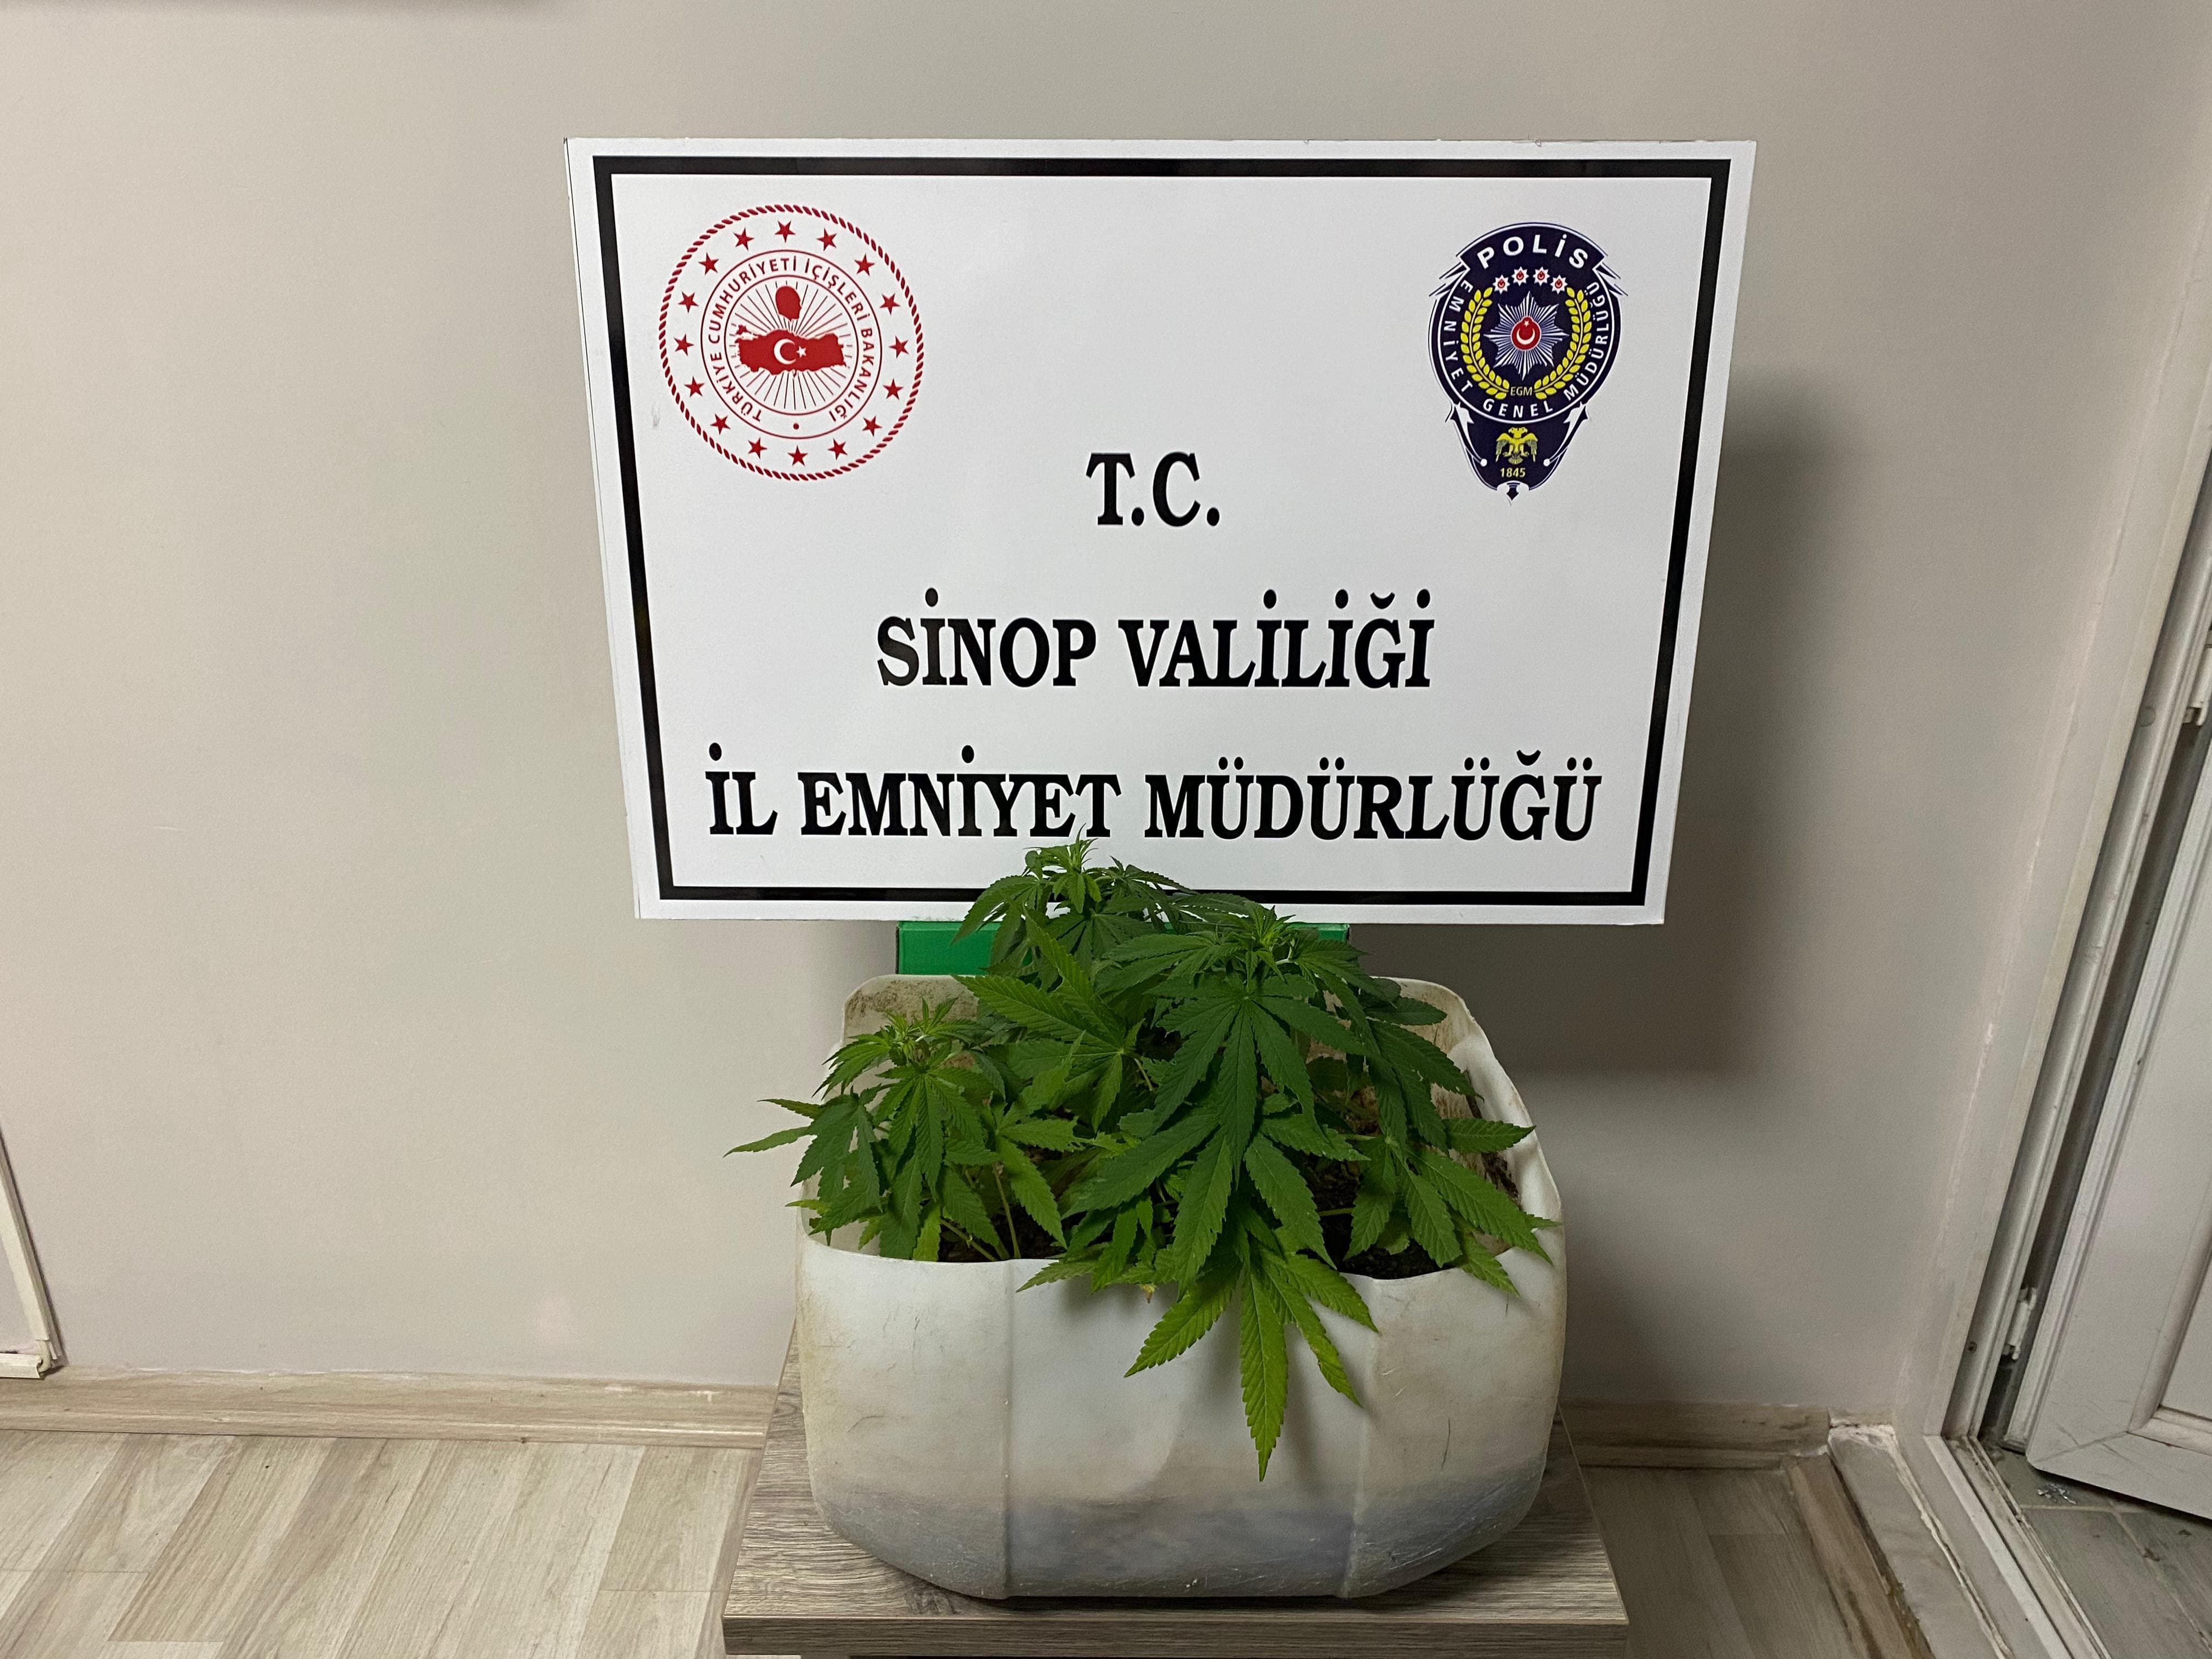 TÜRKİYE CUMHURİYETİ İÇİŞLERİ BAKANLIĞI
POLİS
EMNİYET GENEL MÜDÜRLÜĞÜ
EGM
1845
T.C.
SİNOP VALİLİĞİ
İL EMNİYET MÜDÜRLÜĞÜ